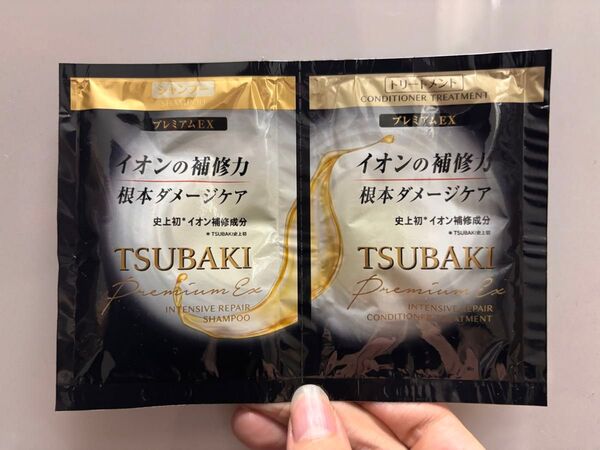 シャンプー
SHAMPOO
プレミアムEX
イオンの補修力
根本ダメージケア
史上初*イオン補修成分
*TSUBAKI史上初
TSUBAKI
Premium Ex
INTENSIVE REPAIR
SHAMPOO
トリートメント
CONDITIONER TREATMENT
プレミアムEX
イオンの補修力
根本ダメージケア
史上初*イオン補修成分
*TSUBAKI史上初
TSUBAKI
Premium Ex
INTENSIVE REPAIR
CONDITIONER TREATMENT